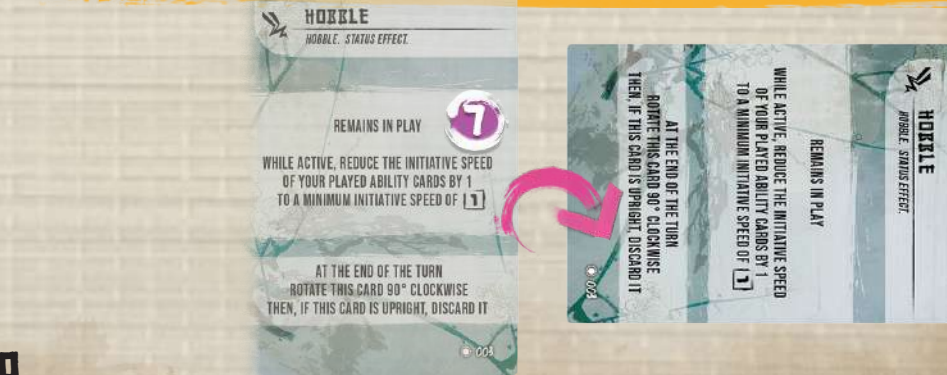 HOBBLE
HOBBLE. STATUS EFFECT.
REMAINS IN PLAY
7
WHILE ACTIVE, REDUCE THE INITIATIVE SPEED
OF YOUR PLAYED ABILITY CARDS BY 1
TO A MINIMUM INITIATIVE SPEED OF [1]
AT THE END OF THE TURN
ROTATE THIS CARD 90° CLOCKWISE
THEN, IF THIS CARD IS UPRIGHT, DISCARD IT
003
HOBBLE
HOBBLE. STATUS EFFECT.
REMAINS IN PLAY
WHILE ACTIVE, REDUCE THE INITIATIVE SPEED
OF YOUR PLAYED ABILITY CARDS BY 1
TO A MINIMUM INITIATIVE SPEED OF [1]
AT THE END OF THE TURN
ROTATE THIS CARD 90° CLOCKWISE
THEN, IF THIS CARD IS UPRIGHT, DISCARD IT
003